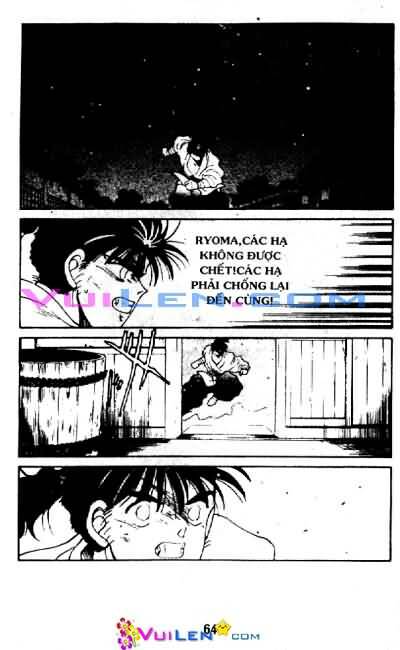 RYOMA,CÁC HẠ
KHÔNG ĐƯỢC
CHẾT!CÁC HẠ
PHẢI CHỐNG LẠI
ĐẾN CÙNG!
VUILEN.COM
64
VUILEN.COM